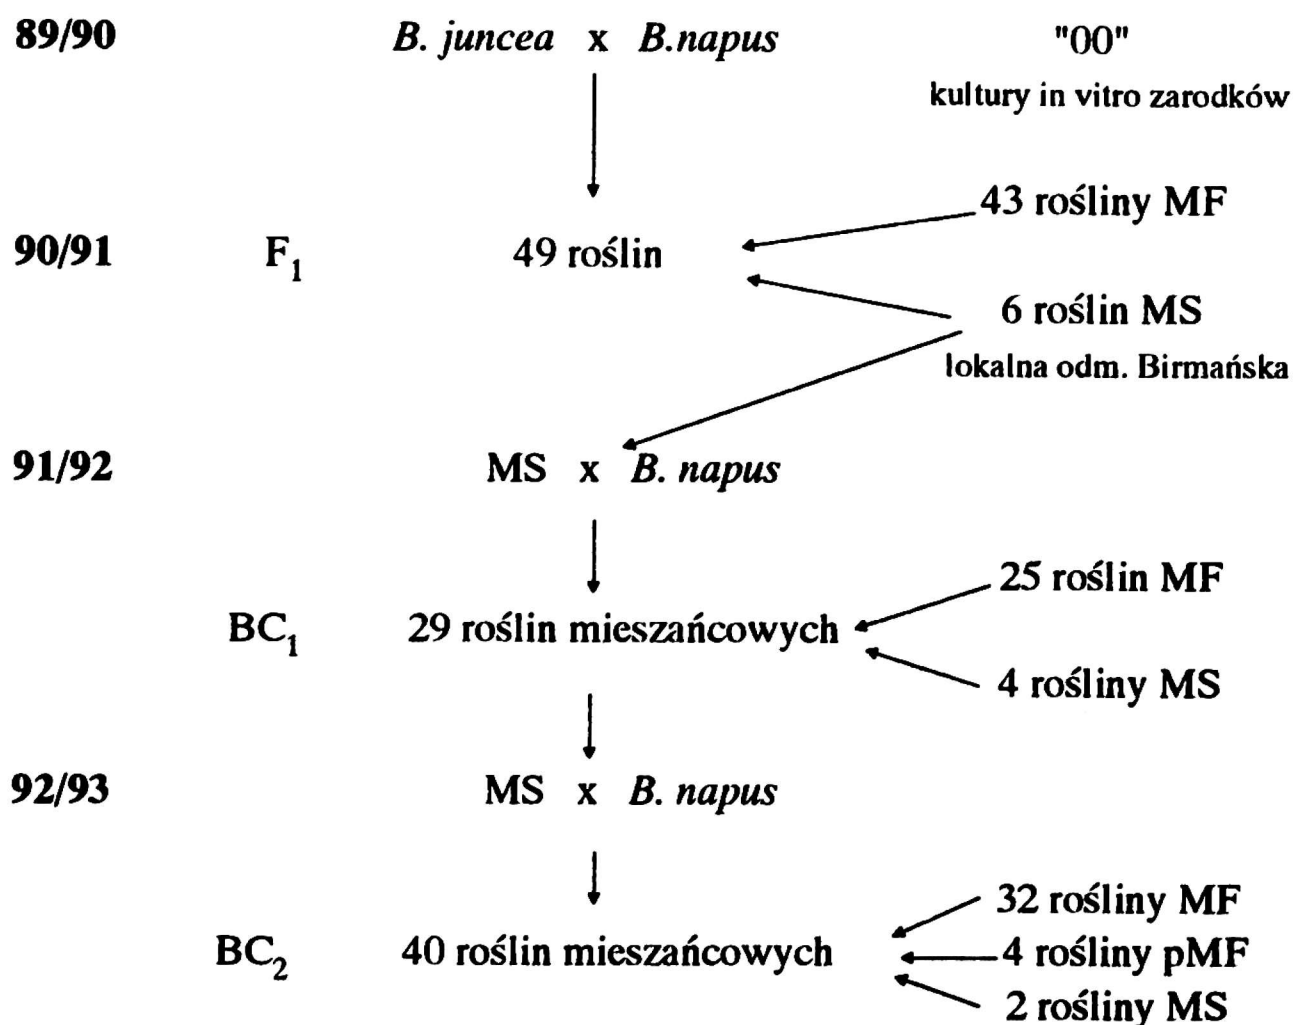 89/90 B. juncea x B.napus "00"
kultury in vitro zarodków
43 rośliny MF
90/91 F1 49 roślin
6 roślin MS
lokalna odm. Birmańska
91/92 MS x B. napus
25 roślin MF
BC1 29 roślin mieszańcowych
4 rośliny MS
92/93 MS x B. napus
32 rośliny MF
BC2 40 roślin mieszańcowych 4 rośliny pMF
2 rośliny MS